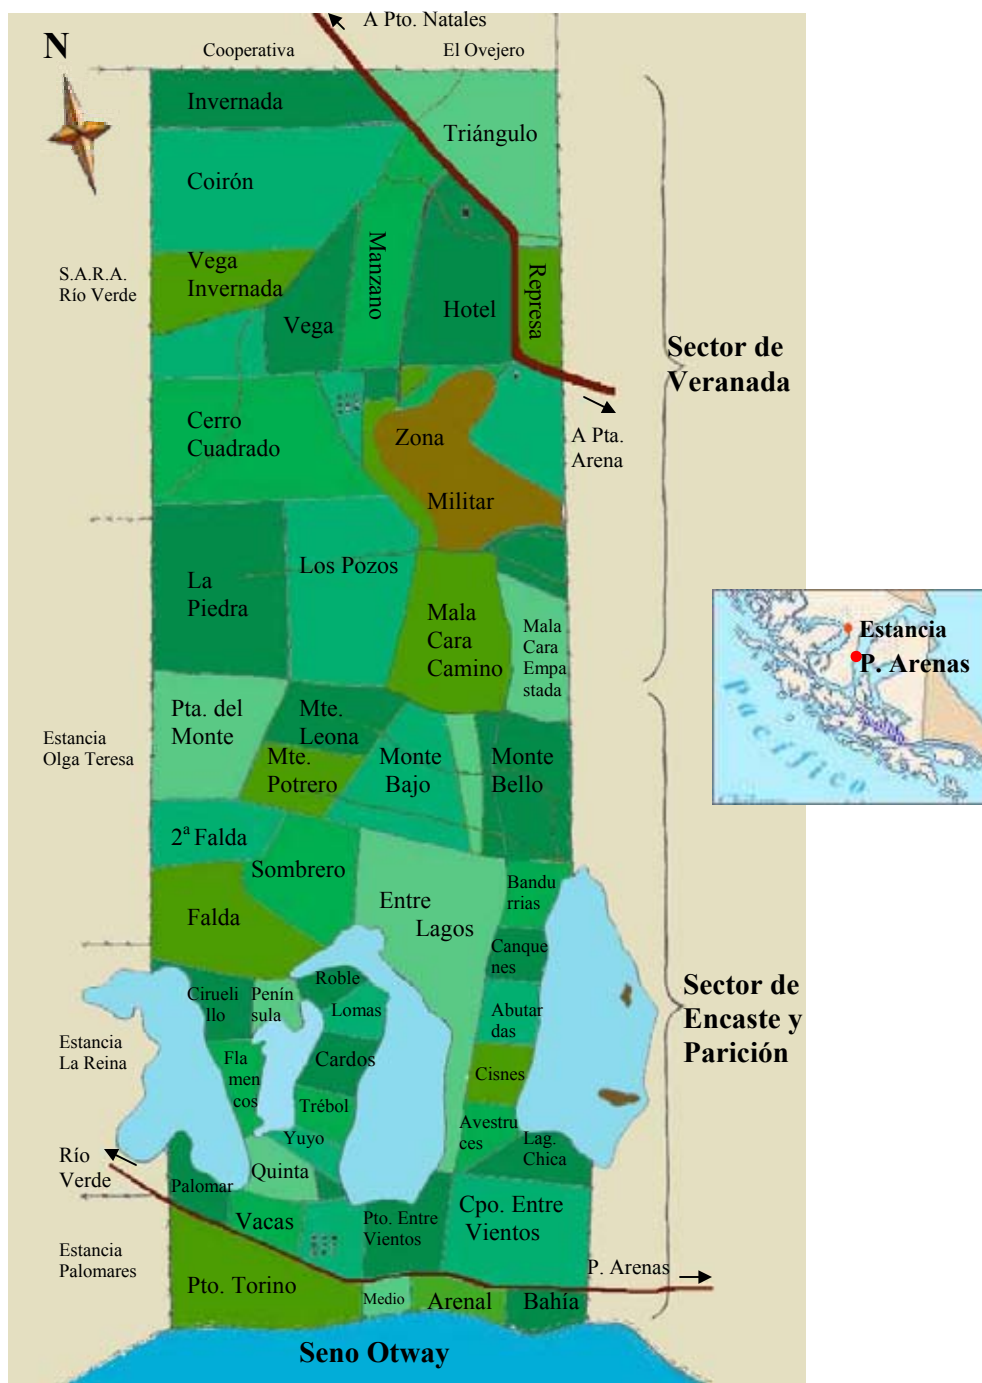 A Pto. Natales
N
Cooperativa
El Ovejero
Invernada
Triángulo
Coirón
Vega
Invernada
S.A.R.A.
Río Verde
Manzano
Vega
Hotel
Represa
Sector de
Veranada
Cerro
Cuadrado
Zona
Militar
A Pta.
Arena
La
Piedra
Los Pozos
Mala
Cara
Camino
Mala
Cara
Empa
stada
Estancia
P. Arenas
Pacífico
Pta. del
Monte
Mte.
Leona
Mte.
Potrero
Monte
Bajo
Monte
Bello
Estancia
Olga Teresa
2ª Falda
Sombrero
Falda
Entre
Lagos
Bandu
rrias
Canque
nes
Abutar
das
Cisnes
Avestru
ces
Lag.
Chica
Sector de
Encaste y
Parición
Cirueli
llo
Penín
sula
Roble
Lomas
Cardos
Fla
men
cos
Trébol
Yuyo
Quinta
Estancia
La Reina
Río
Verde
Palomar
Vacas
Pto. Entre
Vientos
Cpo. Entre
Vientos
Estancia
Palomares
Pto. Torino
Medio
Arenal
Bahía
P. Arenas
Seno Otway